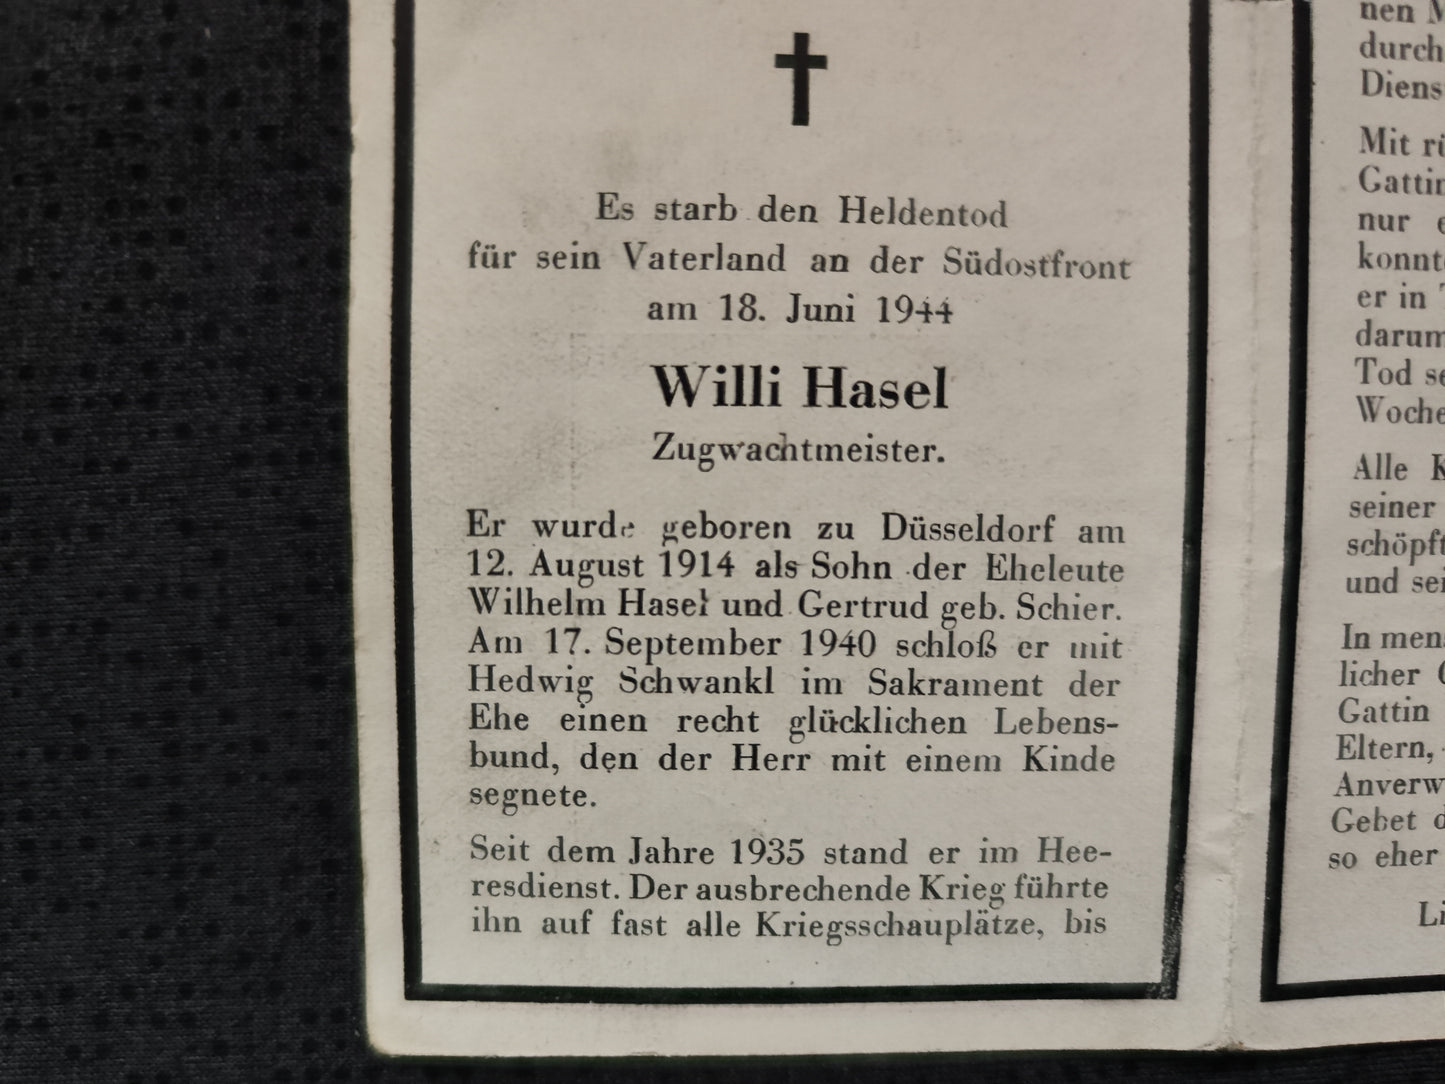 Es starb den Heldentod
für sein Vaterland an der Südostfront
am 18. Juni 1944
Willi Hasel
Zugwachtmeister.
Er wurde geboren zu Düsseldorf am
12. August 1914 als Sohn der Eheleute
Wilhelm Hasel und Gertrud geb. Schier.
Am 17. September 1940 schloß er mit
Hedwig Schwankl im Sakrament der
Ehe einen recht glücklichen Lebens-
bund, den der Herr mit einem Kinde
segnete.
Seit dem Jahre 1935 stand er im Hee-
resdienst. Der ausbrechende Krieg führte
ihn auf fast alle Kriegsschauplätze, bis
nen
durch
Diens
Mit
Gattin
nur
konnte
er in
darum
Tod
Woche
Alle
seiner
schöpft
und sei
In men
licher
Gattin
Eltern,
Anverw
Gebet
so eher
Li